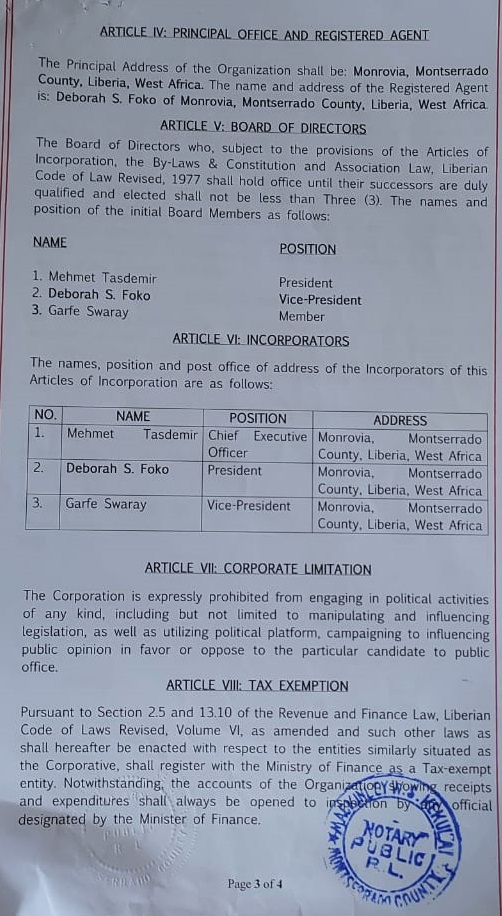 ARTICLE IV: PRINCIPAL OFFICE AND REGISTERED AGENT
The Principal Address of the Organization shall be: Monrovia, Montserrado
County, Liberia, West Africa. The name and address of the Registered Agent
is: Deborah S. Foko of Monrovia, Montserrado County, Liberia, West Africa.
ARTICLE V: BOARD OF DIRECTORS
The Board of Directors who, subject to the provisions of the Articles of
Incorporation, the By-Laws & Constitution and Association Law, Liberian
Code of Law Revised, 1977 shall hold office until their successors are duly
qualified and elected shall not be less than Three (3). The names and
position of the initial Board Members as follows:
NAME POSITION
1. Mehmet Tasdemir President
2. Deborah S. Foko Vice-President
3. Garfe Swaray Member
ARTICLE VI: INCORPORATORS
The names, position and post office of address of the Incorporators of this
Articles of Incorporation are as follows:
NO. NAME POSITION ADDRESS
1. Mehmet Tasdemir Chief Executive Monrovia, Montserrado
Officer County, Liberia, West Africa
2. Deborah S. Foko President Monrovia, Montserrado
County, Liberia, West Africa
3. Garfe Swaray Vice-President Monrovia, Montserrado
County, Liberia, West Africa
ARTICLE VII: CORPORATE LIMITATION
The Corporation is expressly prohibited from engaging in political activities
of any kind, including but not limited to manipulating and influencing
legislation, as well as utilizing political platform, campaigning to influencing
public opinion in favor or oppose to the particular candidate to public
office.
ARTICLE VIII: TAX EXEMPTION
Pursuant to Section 2.5 and 13.10 of the Revenue and Finance Law, Liberian
Code of Laws Revised, Volume VI, as amended and such other laws as
shall hereafter be enacted with respect to the entities similarly situated as
the Corporative, shall register with the Ministry of Finance as a Tax-exempt
entity. Notwithstanding, the accounts of the Organization showing receipts
and expenditures shall always be opened to inspection by any official
designated by the Minister of Finance.
NOTARY
PUBLIC
R.L.
MONTSERRADO COUNTY
Page 3 of 4